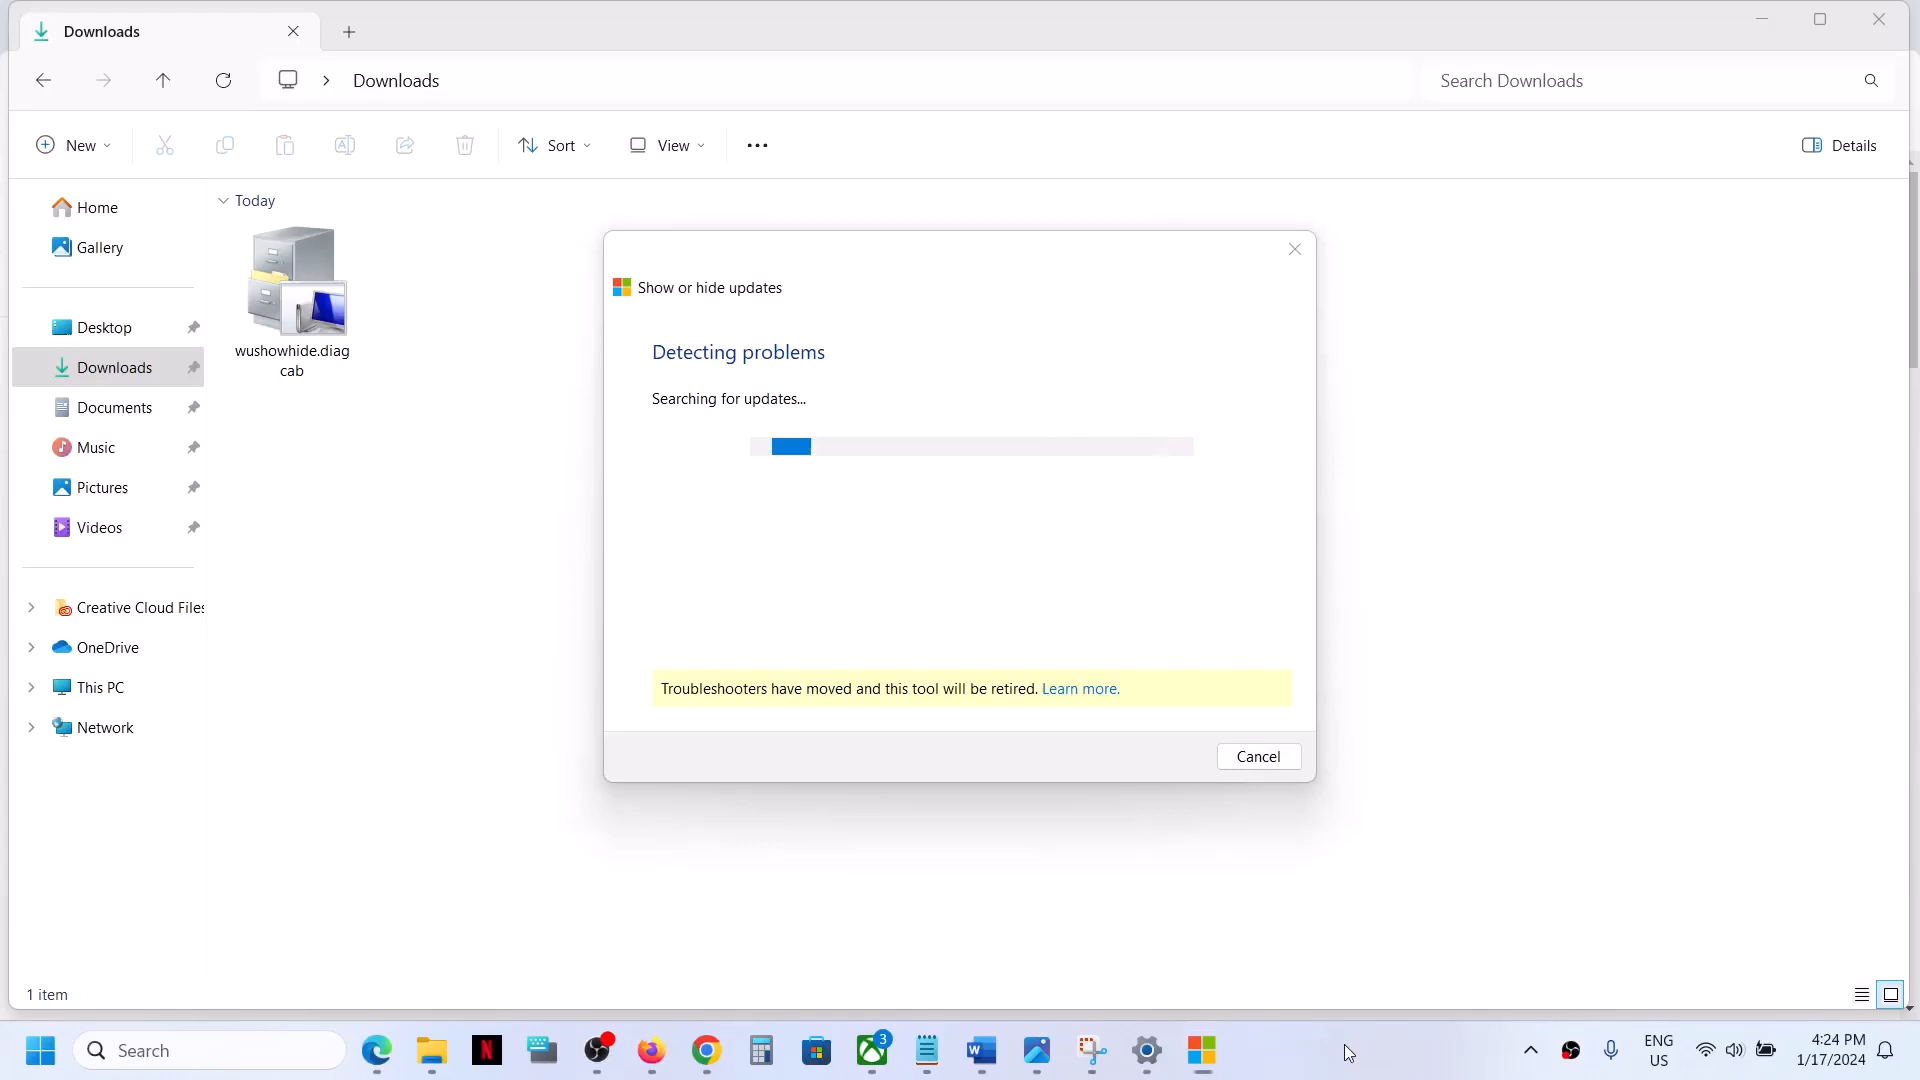 Downloads
Downloads
Search Downloads
New
Sort
View
Details
Home
Gallery
Desktop
Downloads
Documents
Music
Pictures
Videos
Creative Cloud Files
OneDrive
This PC
Network
Today
wushowhide.diag
cab
Show or hide updates
Detecting problems
Searching for updates...
Troubleshooters have moved and this tool will be retired. Learn more.
Cancel
1 item
Search
3
ENG
US
4:24 PM
1/17/2024